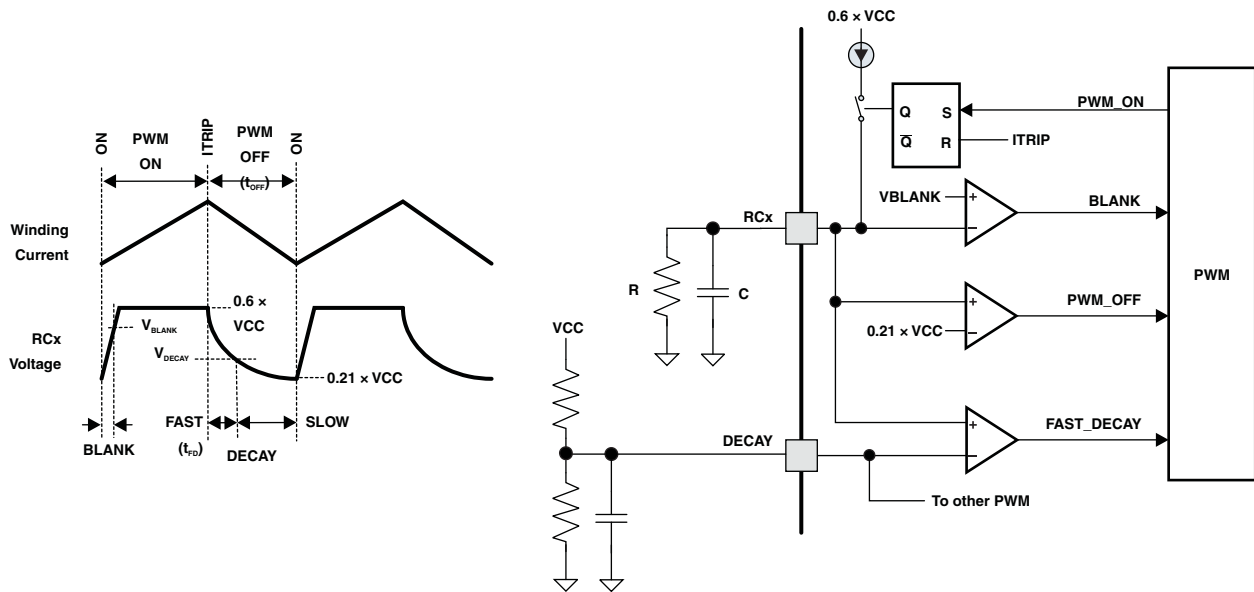 ON
PWM
ON
ITRIP
PWM
OFF
(tOFF)
ON
Winding
Current
RCx
Voltage
VBLANK
VDECAY
0.6 ×
VCC
0.21 × VCC
BLANK
FAST
(tFD)
DECAY
SLOW
0.6 × VCC
Q S
Q̅ R
PWM_ON
ITRIP
VBLANK
+
−
BLANK
RCx
R
C
+
−
0.21 × VCC
PWM_OFF
PWM
VCC
DECAY
+
−
FAST_DECAY
To other PWM